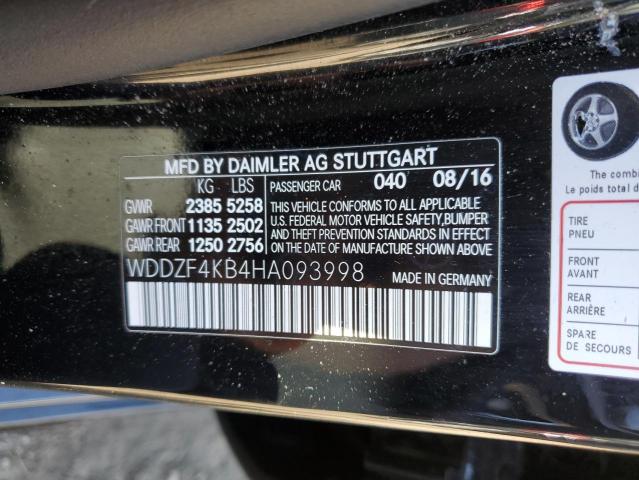 MFD BY DAIMLER AG STUTTGART
KG LBS
GVWR 2385 5258
GAWR FRONT 1135 2502
GAWR REAR 1250 2756
PASSENGER CAR 040 08/16
THIS VEHICLE CONFORMS TO ALL APPLICABLE
U.S. FEDERAL MOTOR VEHICLE SAFETY, BUMPER
AND THEFT PREVENTION STANDARDS IN EFFECT
ON THE DATE OF MANUFACTURE SHOWN ABOVE
WDDZF4KB4HA093998
MADE IN GERMANY
The combi
Le poids total d
TIRE
PNEU
FRONT
AVANT
REAR
ARRIÈRE
SPARE
DE SECOURS